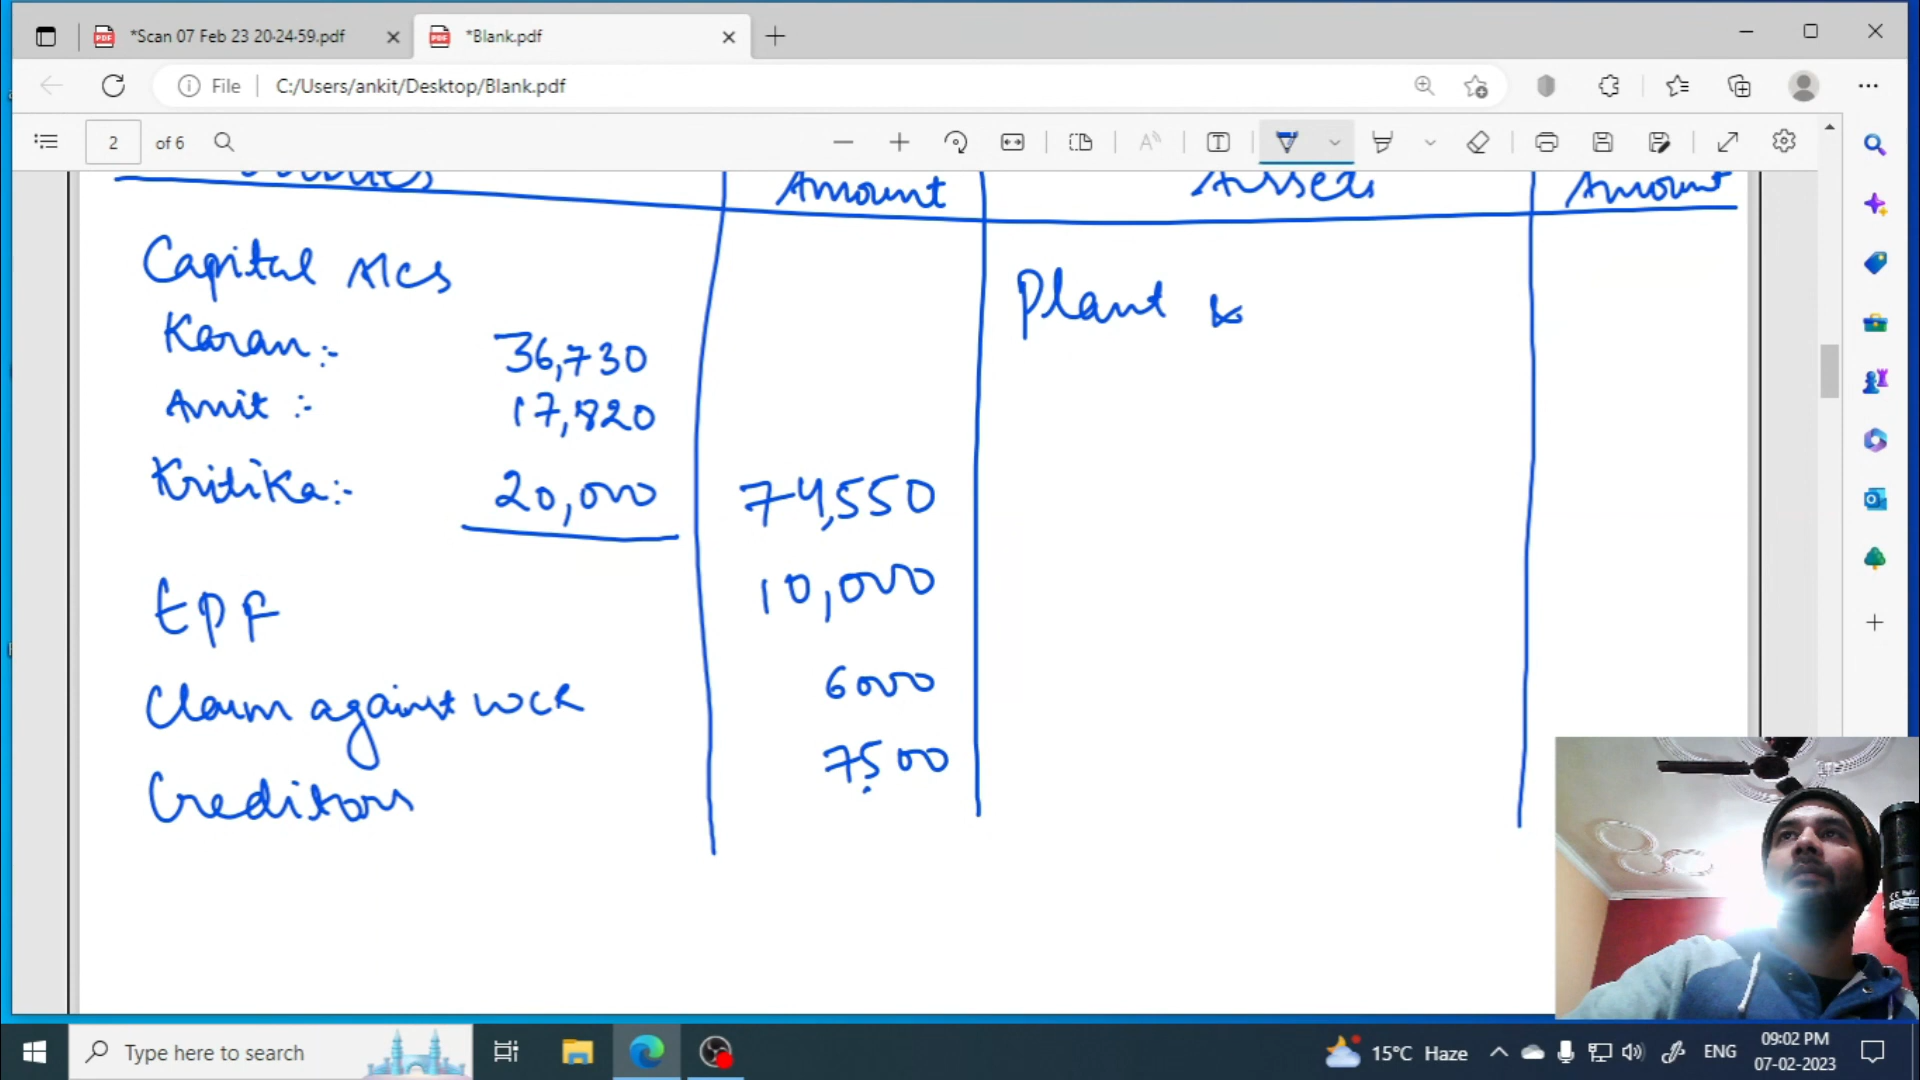 *Scan 07 Feb 23 20-24-59.pdf
*Blank.pdf
File
C:/Users/ankit/Desktop/Blank.pdf
2 of 6
Amount
Assets
Amount
Capital A/Cs
Karan:- 36,730
Amit :- 17,820
Kritika:- 20,000 74,550
EPF 10,000
Claim against WCR 6000
Creditors 7500
Plant &
Type here to search
15°C Haze
ENG
09:02 PM
07-02-2023